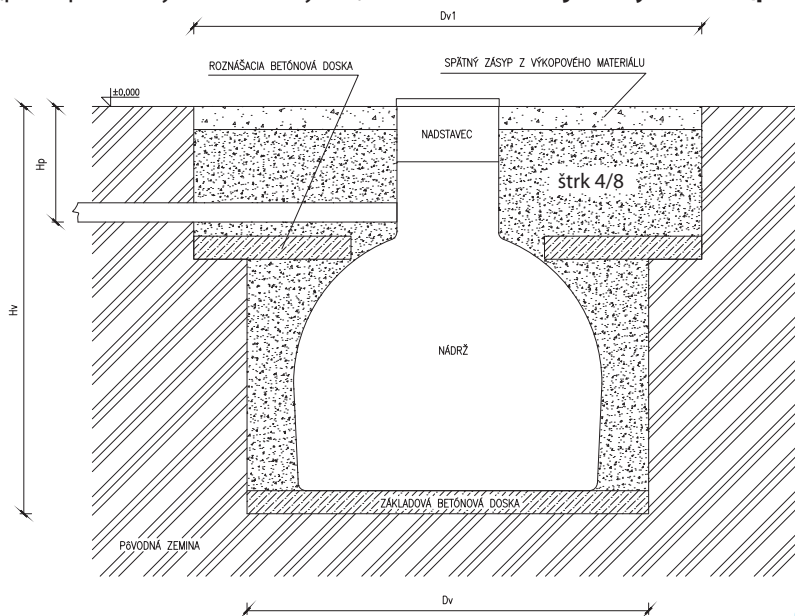 Dv1
ROZNÁŠACIA BETÓNOVÁ DOSKA
SPÄTNÝ ZÁSYP Z VÝKOPOVÉHO MATERIÁLU
±0,000
NADSTAVEC
Hp
štrk 4/8
Hv
NÁDRŽ
ZÁKLADOVÁ BETÓNOVÁ DOSKA
PôVODNÁ ZEMINA
Dv